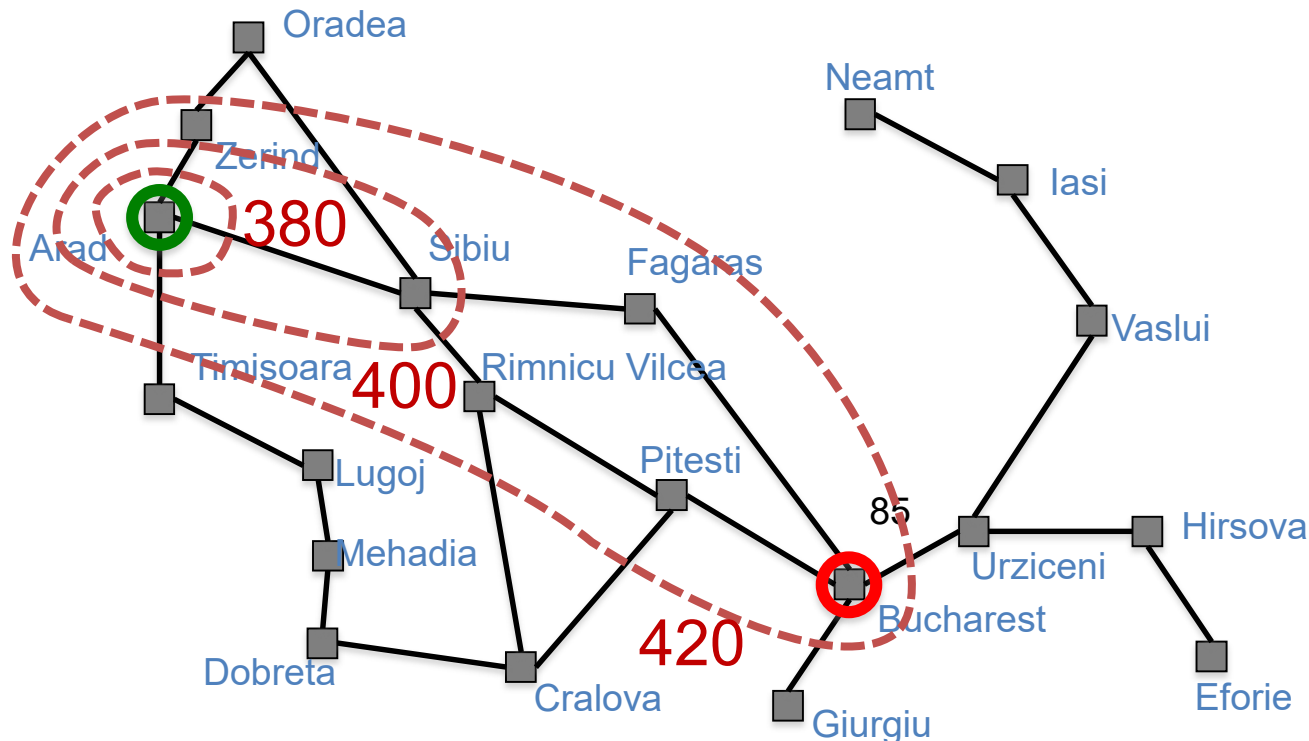 Oradea
Neamt
Zerind
Iasi
380
Arad
Sibiu
Fagaras
Vaslui
Timisoara
400
Rimnicu Vilcea
Pitesti
Lugoj
85
Hirsova
Mehadia
Urziceni
Bucharest
420
Dobreta
Cralova
Eforie
Giurgiu